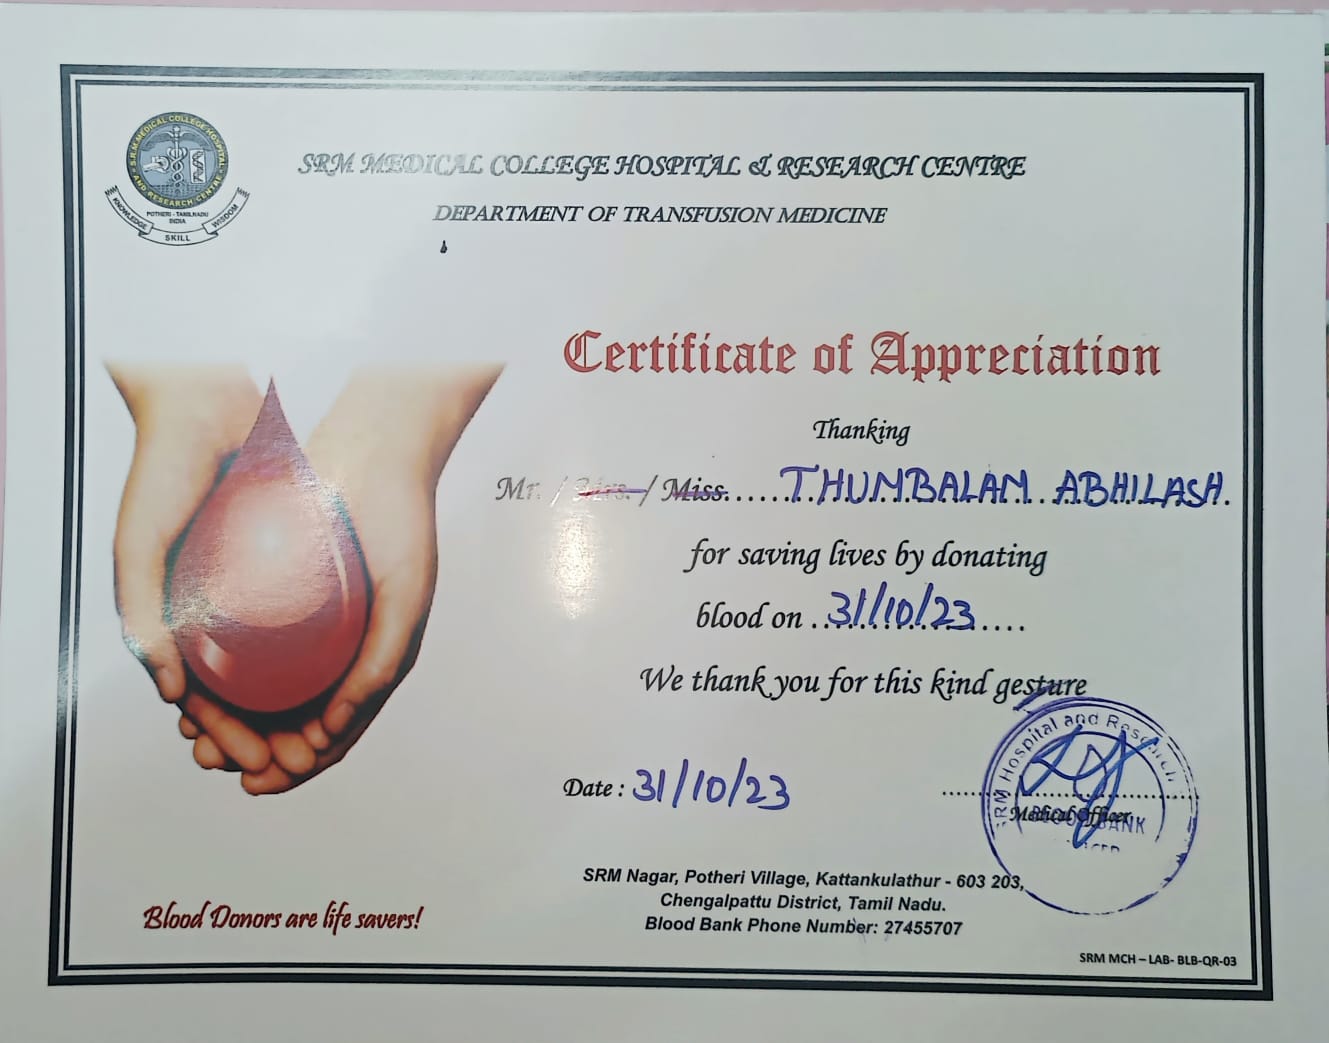 S.R.M. MEDICAL COLLEGE HOSPITAL
AND RESEARCH CENTRE
POTHERI - TAMILNADU
INDIA
KNOWLEDGE SKILL WISDOM
SRM MEDICAL COLLEGE HOSPITAL & RESEARCH CENTRE
DEPARTMENT OF TRANSFUSION MEDICINE
Certificate of Appreciation
Thanking
Mr. / Mrs. / Miss. THUMBALAM ABHILASH.
for saving lives by donating
blood on 31/10/23
We thank you for this kind gesture
SRM Hospital and Research
Date : 31/10/23
Medical Officer
BLOOD BANK
SRM Nagar, Potheri Village, Kattankulathur - 603 203,
Chengalpattu District, Tamil Nadu.
Blood Bank Phone Number: 27455707
Blood Donors are life savers!
SRM MCH – LAB- BLB-QR-03